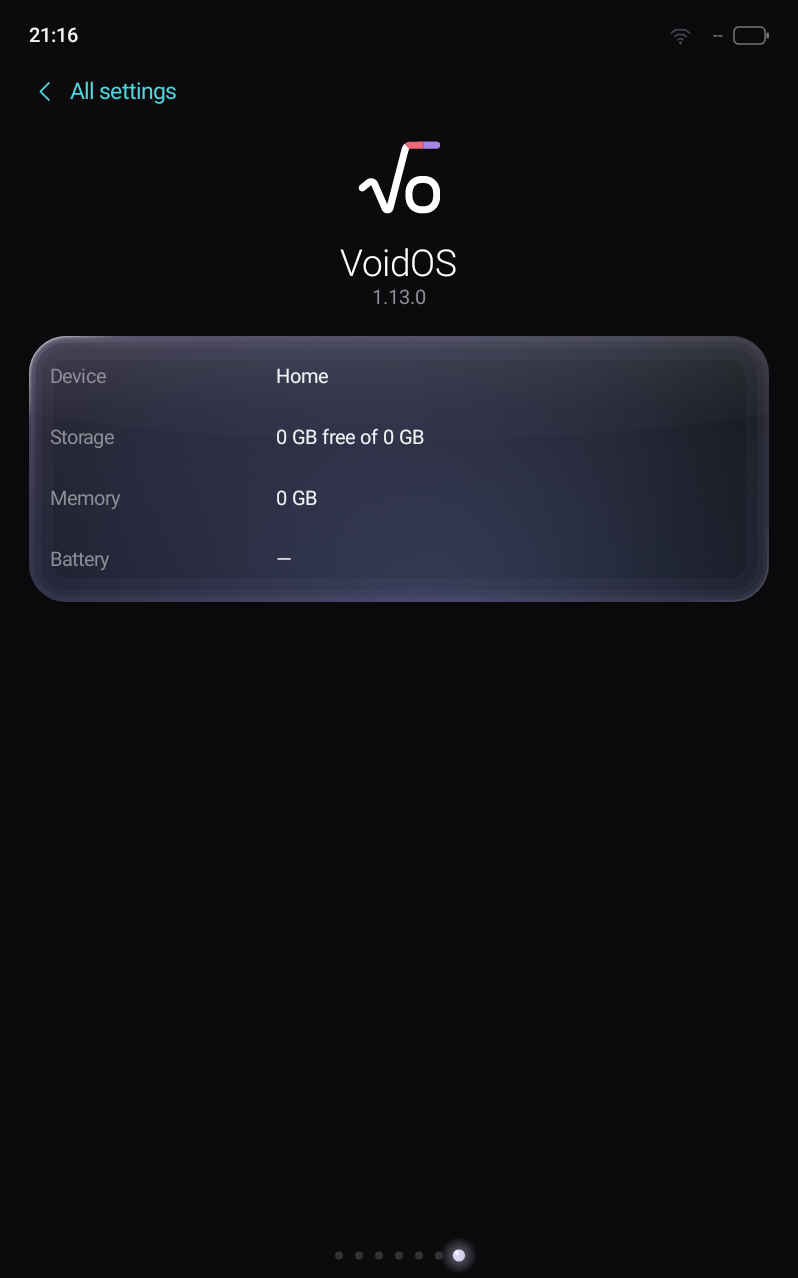 21:16
--
All settings
VoidOS
1.13.0
Device Home
Storage 0 GB free of 0 GB
Memory 0 GB
Battery —